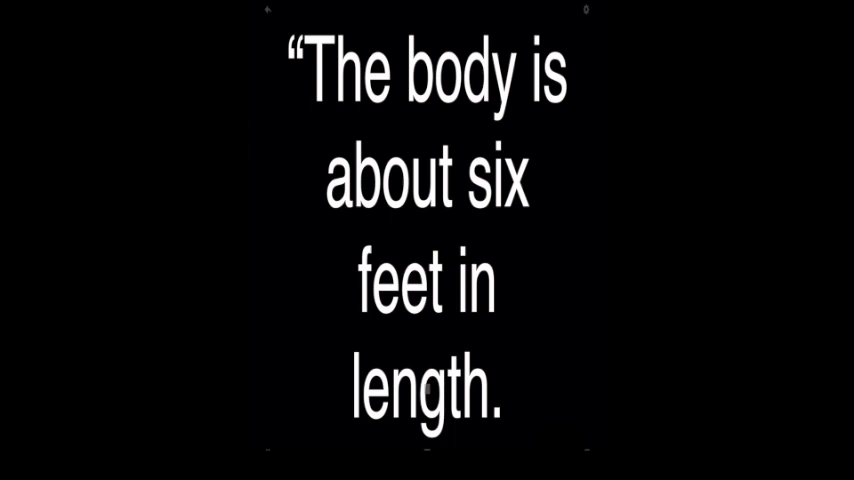 “The body is
about six
feet in
length.